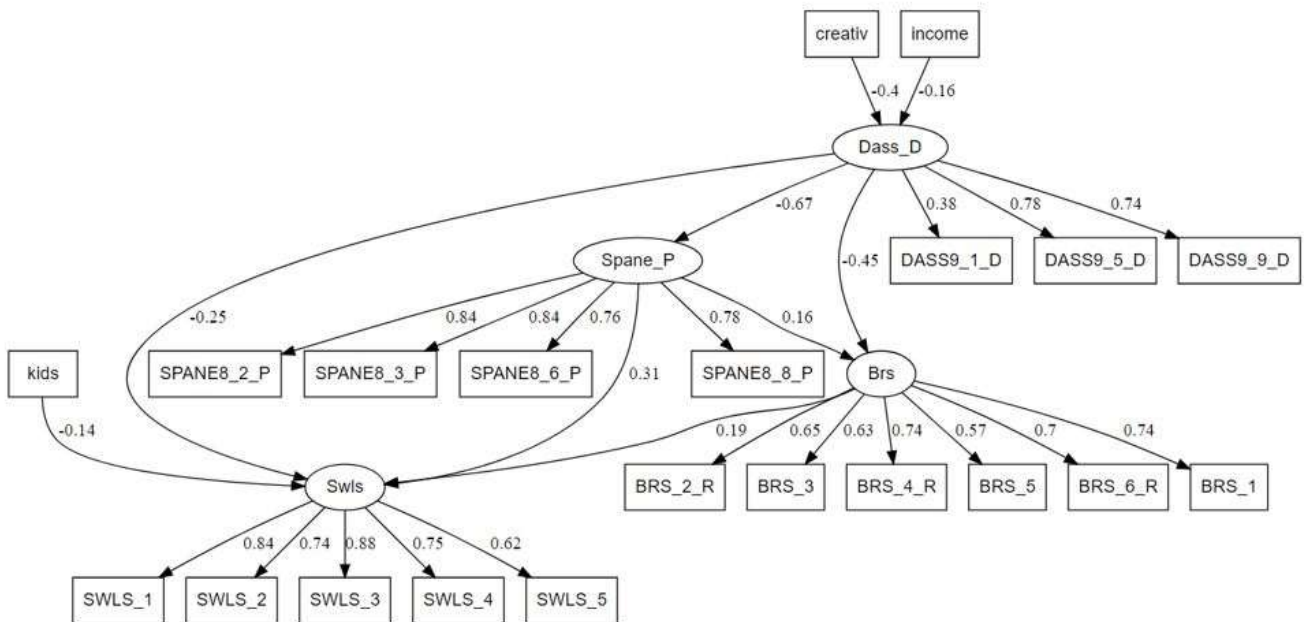 creativ income
-0.4 -0.16
Dass_D
-0.67 0.38 0.78 0.74
Spane_P -0.45 DASS9_1_D DASS9_5_D DASS9_9_D
-0.25 0.84 0.84 0.76 0.78 0.16
kids SPANE8_2_P SPANE8_3_P SPANE8_6_P 0.31 SPANE8_8_P Brs
-0.14 0.19 0.65 0.63 0.74 0.57 0.7 0.74
Swls BRS_2_R BRS_3 BRS_4_R BRS_5 BRS_6_R BRS_1
0.84 0.74 0.88 0.75 0.62
SWLS_1 SWLS_2 SWLS_3 SWLS_4 SWLS_5